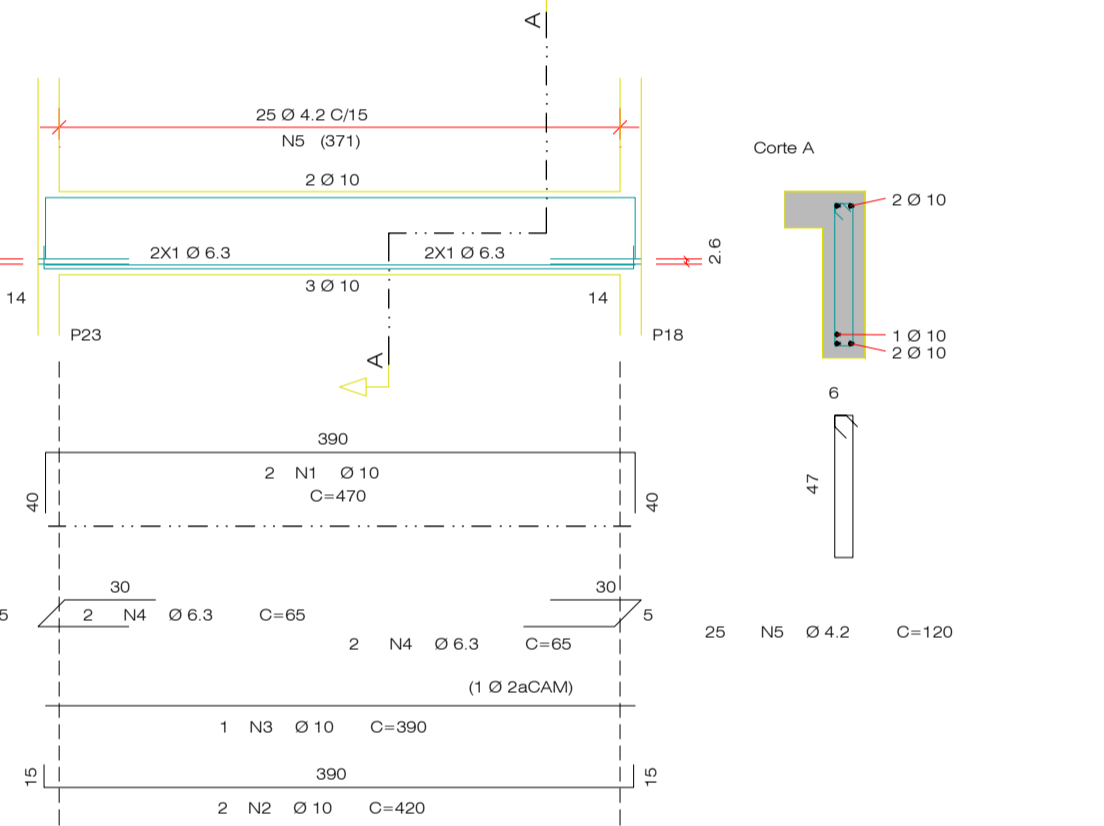 A
25 Ø 4.2 C/15
N5 (371)
Corte A
2 Ø 10
2 Ø 10
2X1 Ø 6.3 2X1 Ø 6.3
2.6
3 Ø 10
14 14
P23 P18
1 Ø 10
2 Ø 10
A
6
390
2 N1 Ø 10
C=470
40 40
47
30 30
5 2 N4 Ø 6.3 C=65 5
2 N4 Ø 6.3 C=65
25 N5 Ø 4.2 C=120
(1 Ø 2aCAM)
1 N3 Ø 10 C=390
15 390 15
2 N2 Ø 10 C=420